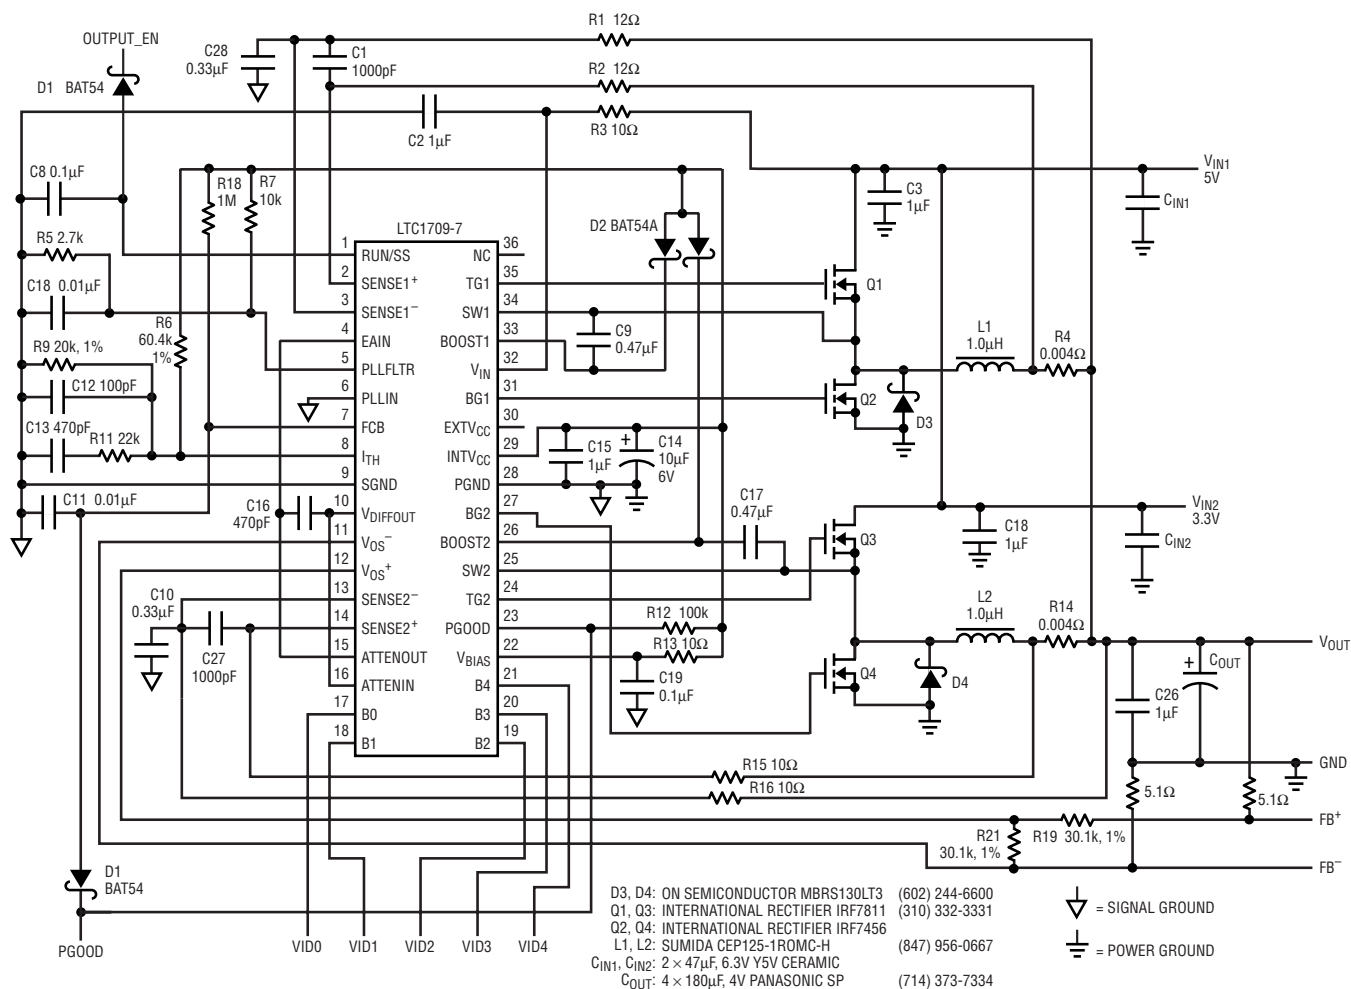 R1 12Ω
OUTPUT_EN
C28
0.33µF
C1
1000pF
R2 12Ω
D1 BAT54
C2 1µF
R3 10Ω
C8 0.1µF
R18
1M
R7
10k
VIN1
5V
C3
1µF
CIN1
LTC1709-7
D2 BAT54A
R5 2.7k
C18 0.01µF
R6
60.4k
1%
R9 20k, 1%
C12 100pF
C13 470pF
R11 22k
C11 0.01µF
C16
470pF
C10
0.33µF
C27
1000pF
1 RUN/SS
2 SENSE1+
3 SENSE1−
4 EAIN
5 PLLFLTR
6 PLLIN
7 FCB
8 ITH
9 SGND
10 VDIFFOUT
11 VOS−
12 VOS+
13 SENSE2−
14 SENSE2+
15 ATTENOUT
16 ATTENIN
17 B0
18 B1
NC 36
TG1 35
SW1 34
BOOST1 33
VIN 32
BG1 31
EXTVCC 30
INTVCC 29
PGND 28
BG2 27
BOOST2 26
SW2 25
TG2 24
PGOOD 23
VBIAS 22
B4 21
B3 20
B2 19
C9
0.47µF
Q1
L1
1.0µH
R4
0.004Ω
Q2
D3
C15
1µF
+
C14
10µF
6V
C17
0.47µF
Q3
C18
1µF
VIN2
3.3V
CIN2
L2
1.0µH
R14
0.004Ω
R12 100k
R13 10Ω
C19
0.1µF
Q4
D4
VOUT
+
COUT
C26
1µF
GND
R15 10Ω
R16 10Ω
5.1Ω
5.1Ω
FB+
R21
30.1k, 1%
R19 30.1k, 1%
FB−
D1
BAT54
PGOOD
VID0 VID1 VID2 VID3 VID4
D3, D4: ON SEMICONDUCTOR MBRS130LT3 (602) 244-6600
Q1, Q3: INTERNATIONAL RECTIFIER IRF7811 (310) 332-3331
Q2, Q4: INTERNATIONAL RECTIFIER IRF7456
L1, L2: SUMIDA CEP125-1ROMC-H (847) 956-0667
CIN1, CIN2: 2 × 47µF, 6.3V Y5V CERAMIC
COUT: 4 × 180µF, 4V PANASONIC SP (714) 373-7334
= SIGNAL GROUND
= POWER GROUND